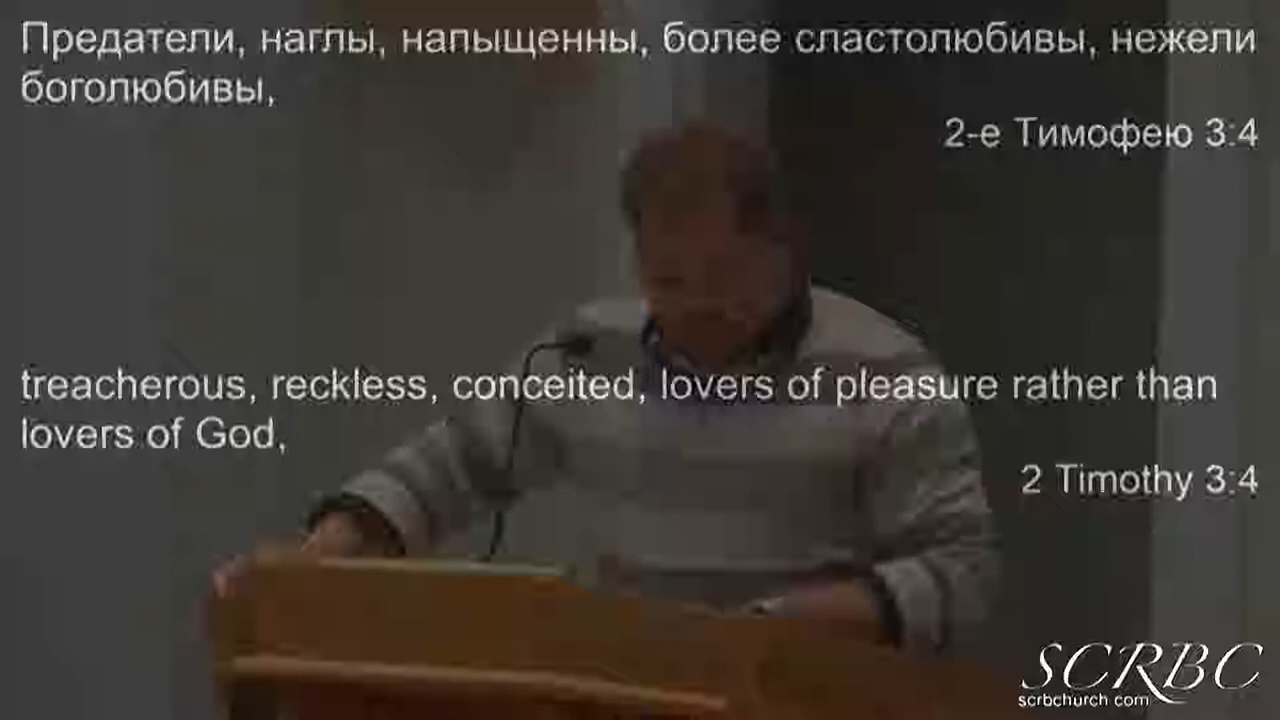 Предатели, наглы, напыщенны, более сластолюбивы, нежели
боголюбивы,
2-е Тимофею 3:4
treacherous, reckless, conceited, lovers of pleasure rather than
lovers of God,
2 Timothy 3:4
SCRBC
scrbchurch com